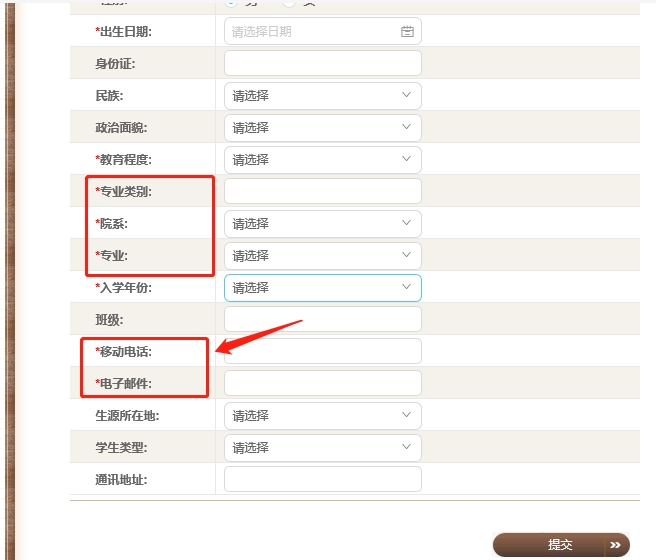 *出生日期: 请选择日期
身份证:
民族: 请选择
政治面貌: 请选择
*教育程度: 请选择
*专业类别:
*院系: 请选择
*专业: 请选择
*入学年份: 请选择
班级:
*移动电话:
*电子邮件:
生源所在地: 请选择
学生类型: 请选择
通讯地址:
提交 »